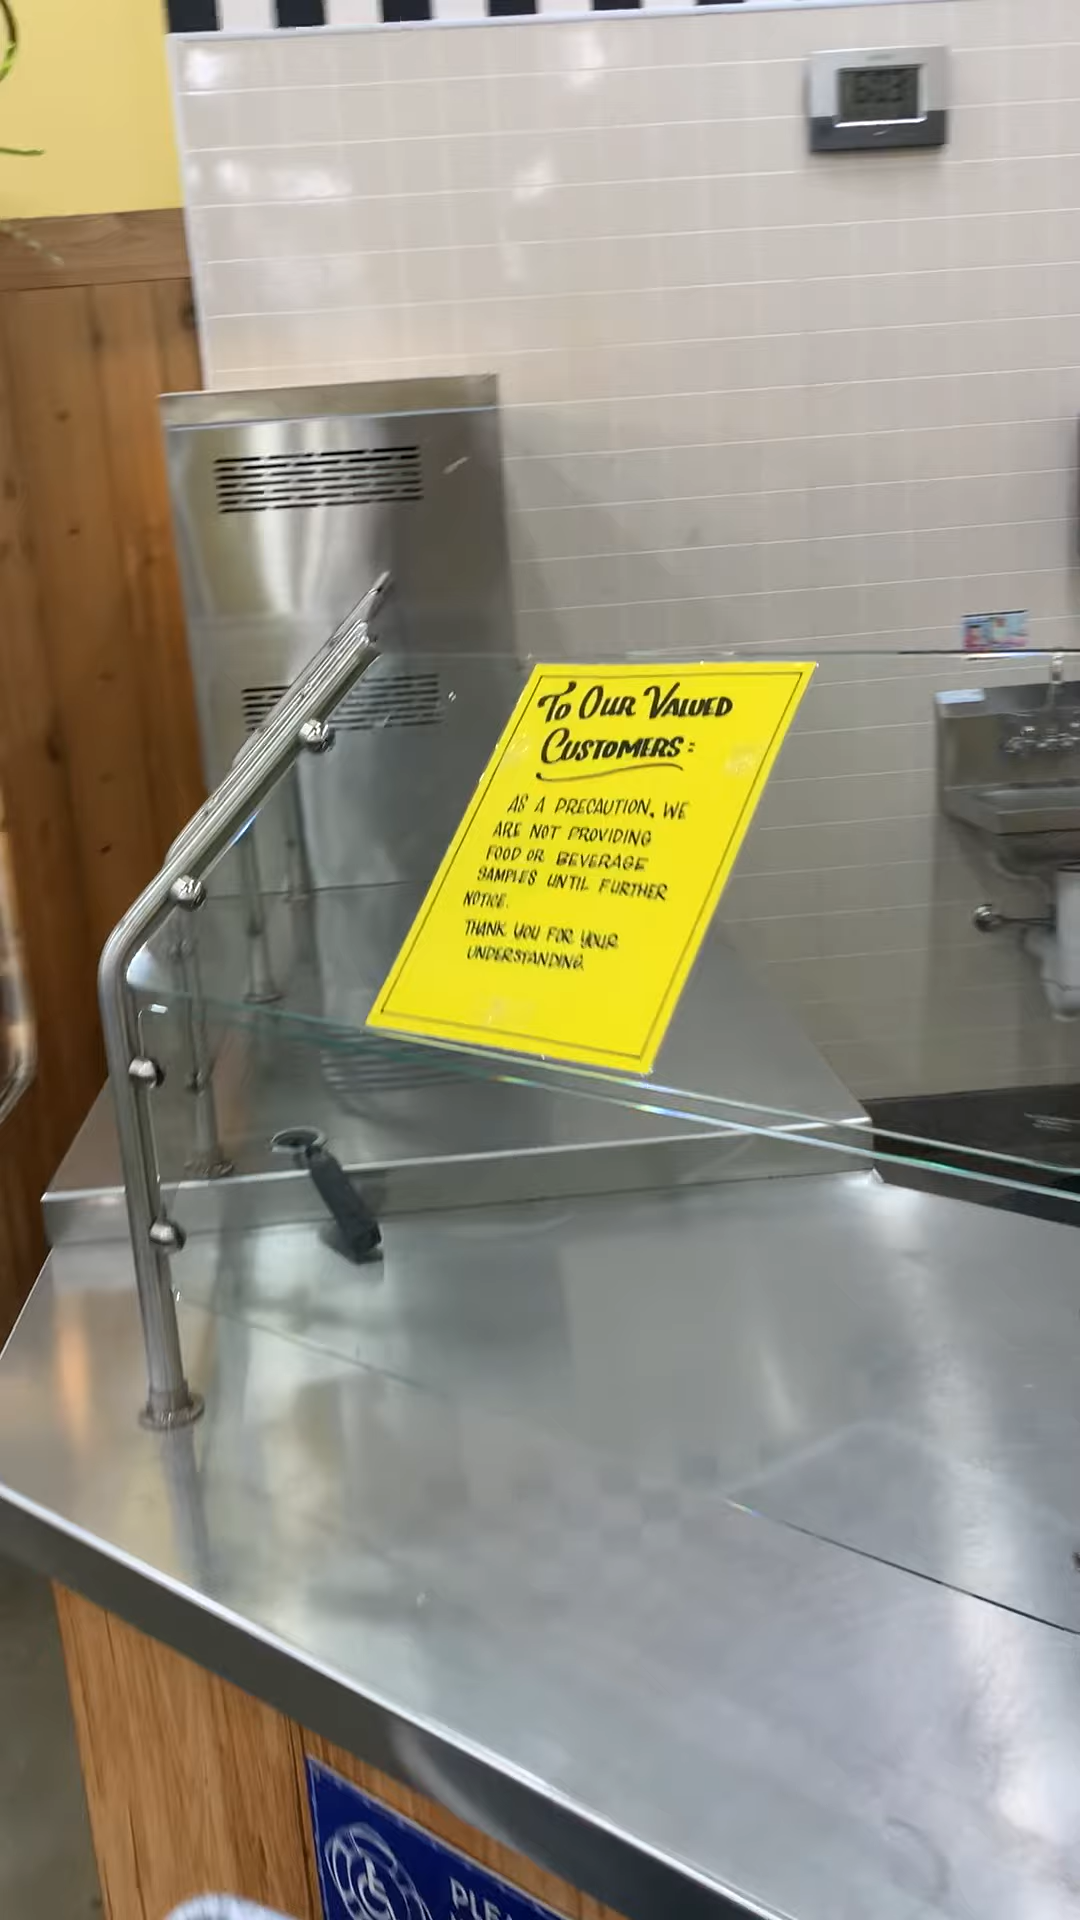 To Our Valued
Customers:
AS A PRECAUTION, WE
ARE NOT PROVIDING
FOOD OR BEVERAGE
SAMPLES UNTIL FURTHER
NOTICE.
THANK YOU FOR YOUR
UNDERSTANDING.